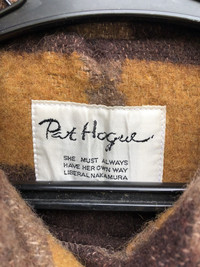 Pat Hogue
SHE MUST ALWAYS
HAVE HER OWN WAY
LIBERAL NAKAMURA